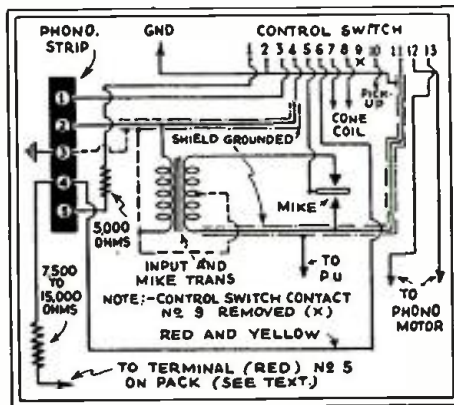 PHONO.
STRIP
GND
CONTROL SWITCH
1 2 3 4 5 6 7 8 9 10 11 12 13
X
PICK-
UP
CONE
COIL
1
2
3
4
5
SHIELD GROUNDED
5,000
OHMS
MIKE
INPUT AND
MIKE TRANS
TO
PU
7,500
TO
15,000
OHMS
NOTE:-CONTROL SWITCH CONTACT
No 9 REMOVED (X)
TO
PHONO
MOTOR
RED AND YELLOW
TO TERMINAL (RED) No 5
ON PACK (SEE TEXT.)